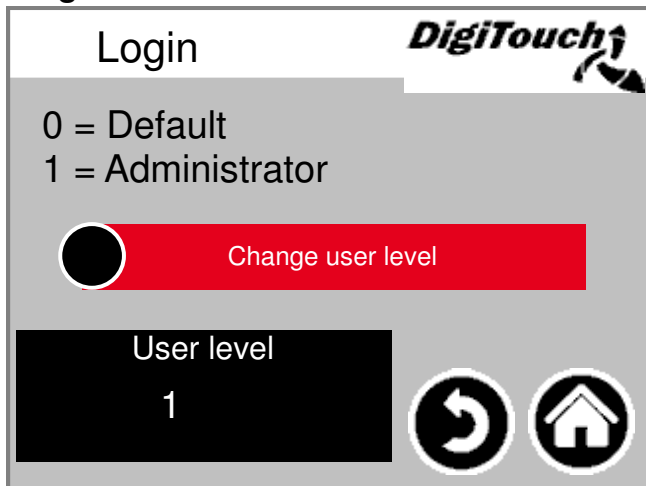 Login
DigiTouch
0 = Default
1 = Administrator
Change user level
User level
1